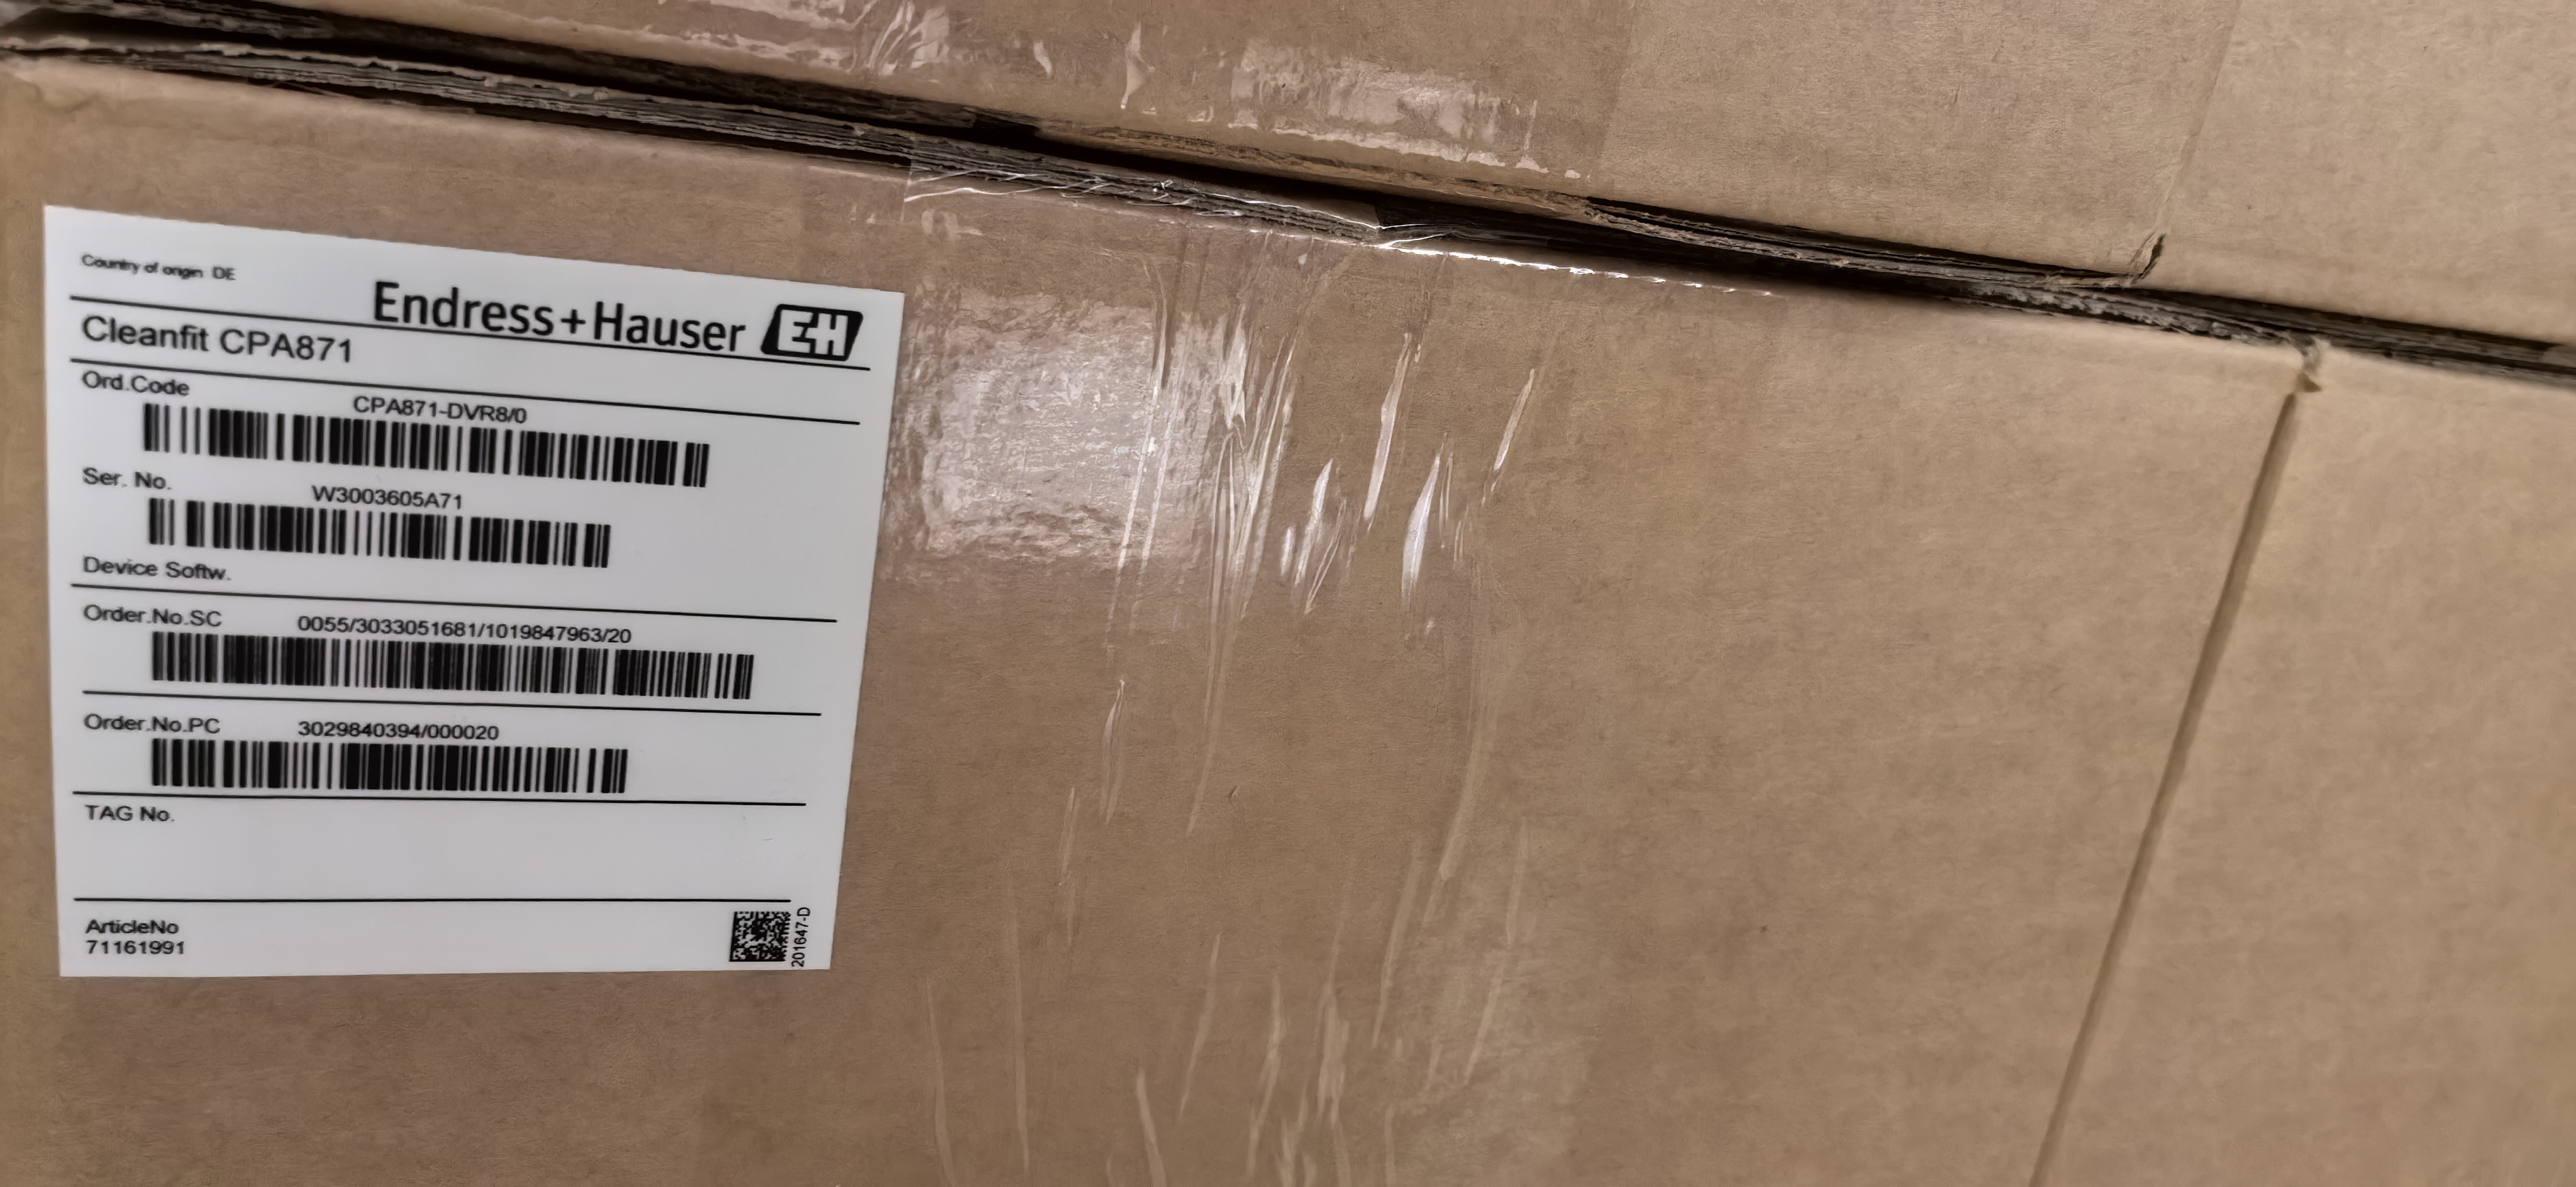 Country of origin DE
Endress+Hauser EH
Cleanfit CPA871
Ord.Code
CPA871-DVR8/0
Ser. No.
W3003605A71
Device Softw.
Order.No.SC 0055/3033051681/1019847963/20
Order.No.PC 3029840394/000020
TAG No.
ArticleNo
71161991
201647-D